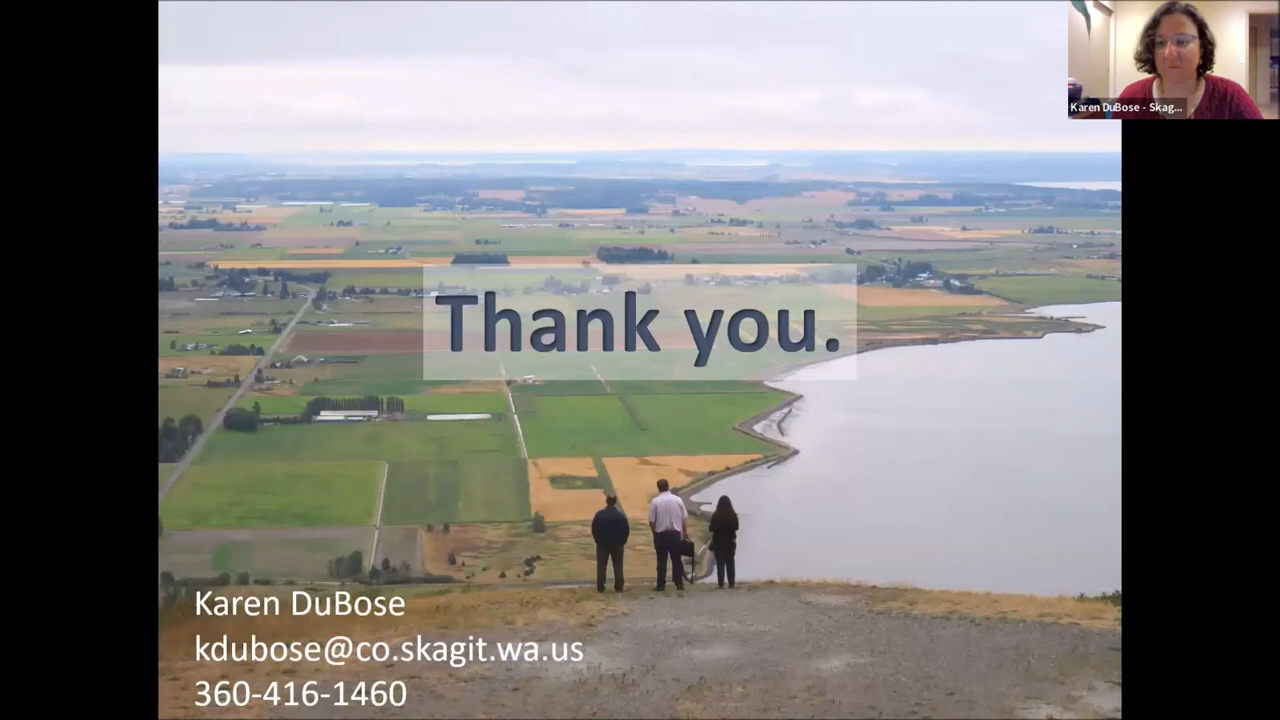 Karen DuBose - Skag...
Thank you.
Karen DuBose
kdubose@co.skagit.wa.us
360-416-1460